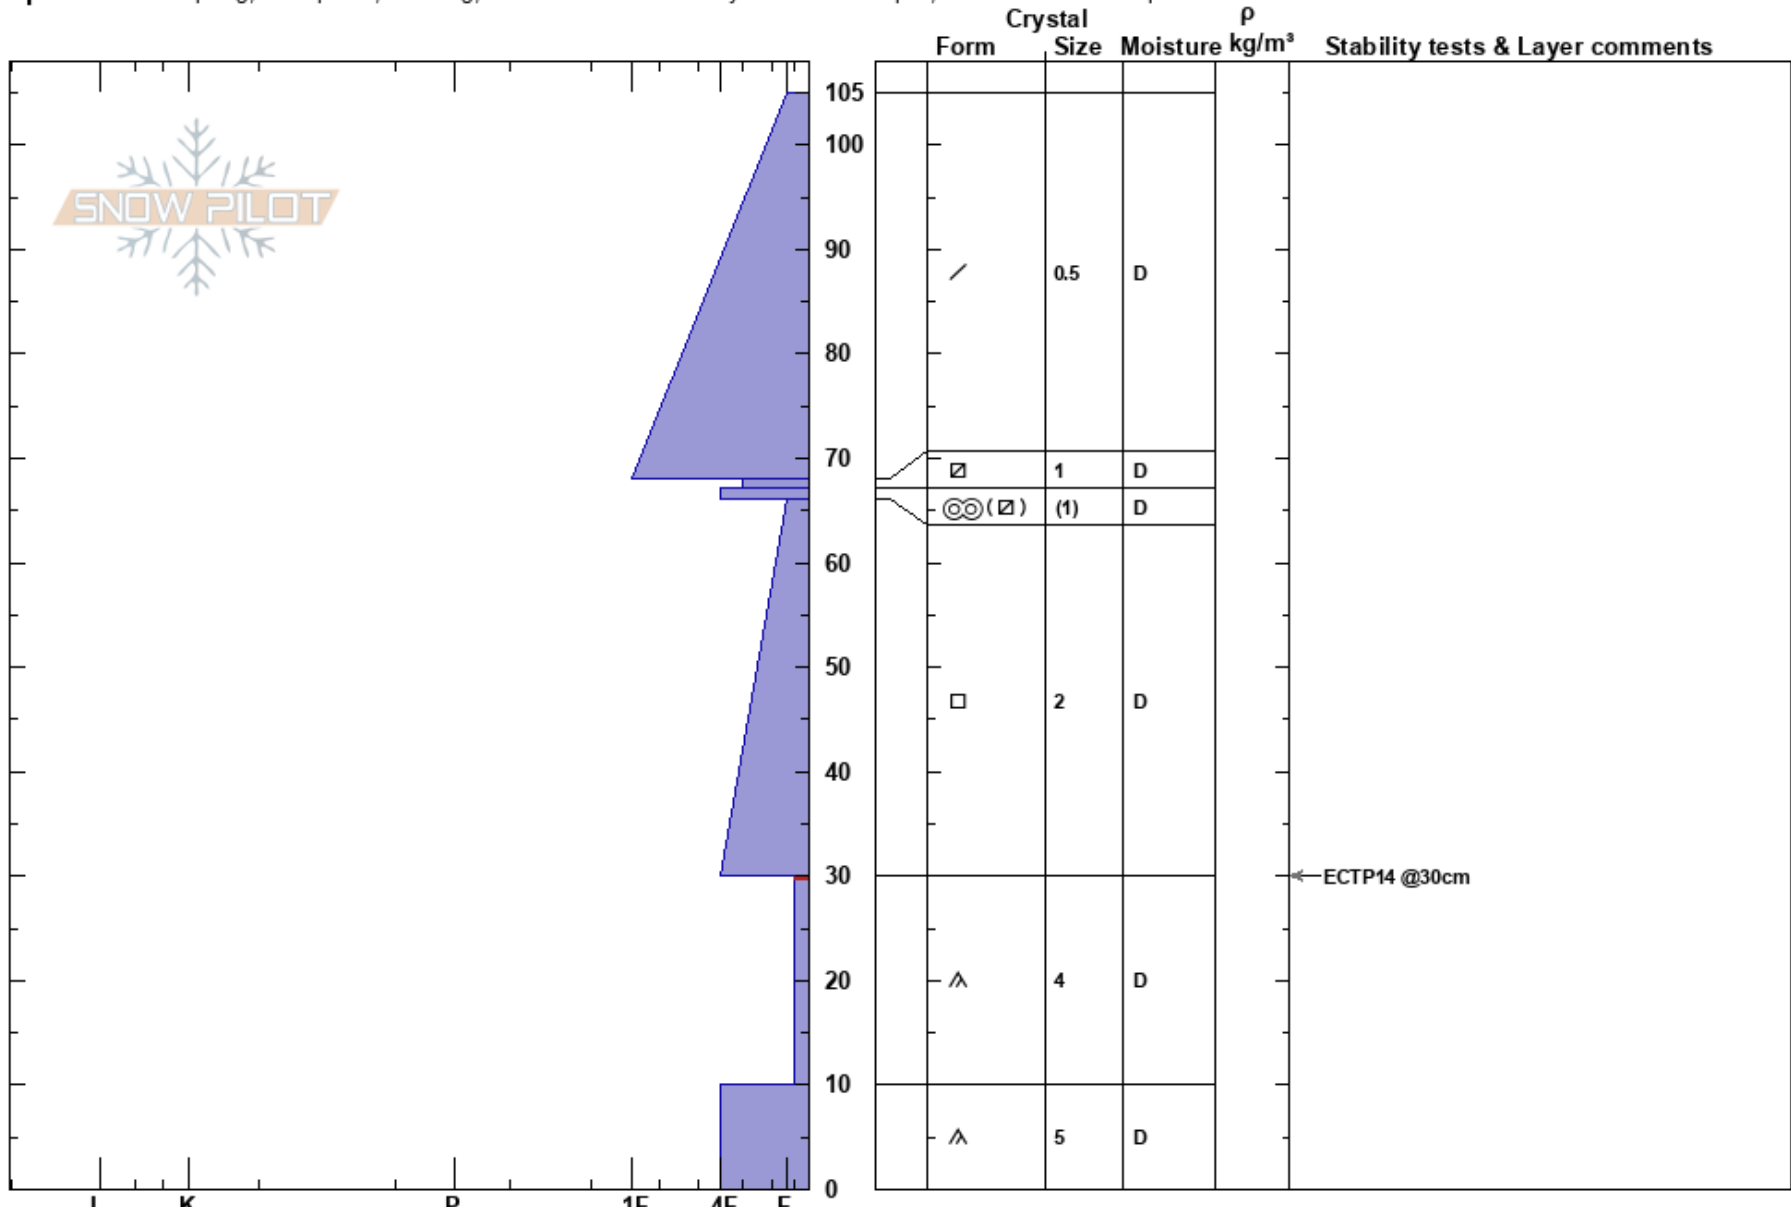 Crystal
ρ
Form Size Moisture kg/m³ Stability tests & Layer comments
SNOW PILOT
105
100
90
0.5 D
80
70
1 D
( ) (1) D
60
50
2 D
40
30
ECTP14 @30cm
20
4 D
10
5 D
0
I K P 1F 4F F